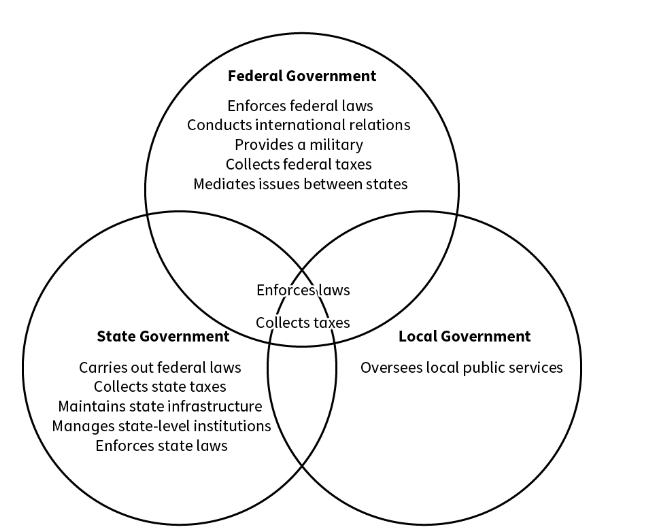 Federal Government
Enforces federal laws
Conducts international relations
Provides a military
Collects federal taxes
Mediates issues between states
Enforces laws
Collects taxes
State Government
Carries out federal laws
Collects state taxes
Maintains state infrastructure
Manages state-level institutions
Enforces state laws
Local Government
Oversees local public services